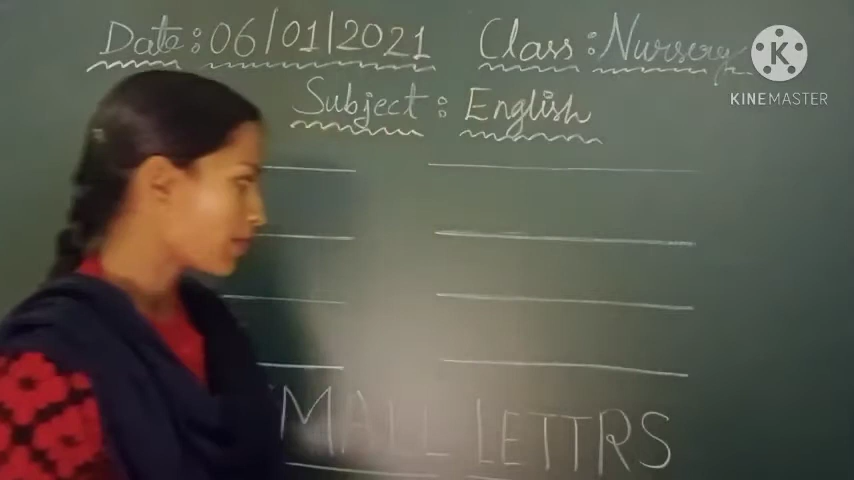 Date: 06/01/2021 Class: Nursery
Subject: English
MALL LETTRS
KINEMASTER